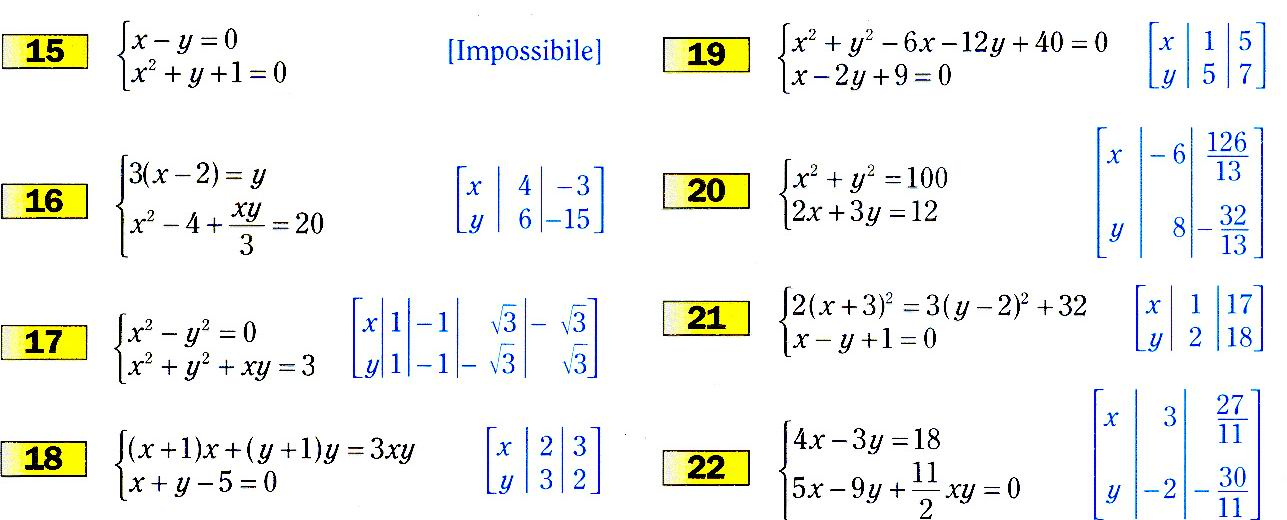 15 { x − y = 0
x² + y + 1 = 0 [Impossibile]
16 { 3(x − 2) = y
x² − 4 + xy/3 = 20 [x | 4 | −3
y | 6 | −15]
17 { x² − y² = 0
x² + y² + xy = 3 [x | 1 | −1 | √3 | − √3
y | 1 | −1 | − √3 | √3]
18 { (x + 1)x + (y + 1)y = 3xy
x + y − 5 = 0 [x | 2 | 3
y | 3 | 2]
19 { x² + y² − 6x − 12y + 40 = 0
x − 2y + 9 = 0 [x | 1 | 5
y | 5 | 7]
20 { x² + y² = 100
2x + 3y = 12 [x | −6 | 126/13
y | 8 | −32/13]
21 { 2(x + 3)² = 3(y − 2)² + 32
x − y + 1 = 0 [x | 1 | 17
y | 2 | 18]
22 { 4x − 3y = 18
5x − 9y + 11/2 xy = 0 [x | 3 | 27/11
y | −2 | −30/11]